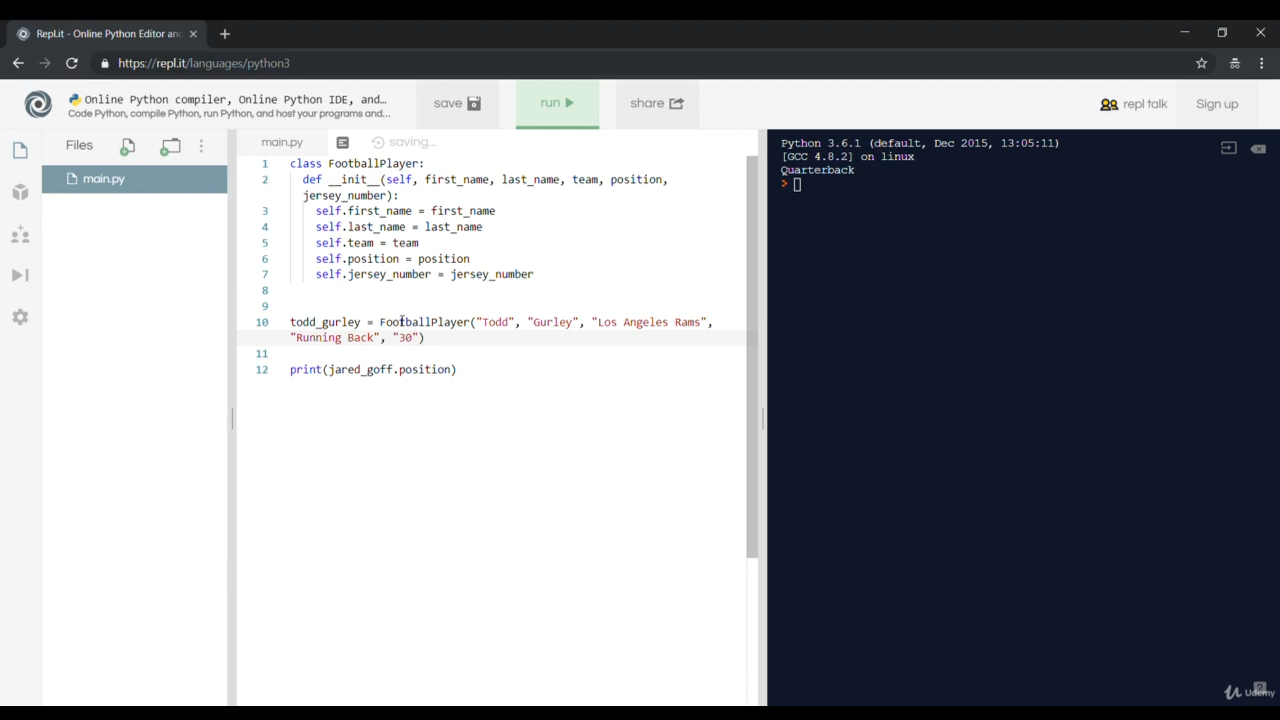 Repl.it - Online Python Editor an
https://repl.it/languages/python3
Online Python compiler, Online Python IDE, and...
Code Python, compile Python, run Python, and host your programs and...
save
run
share
repl talk
Sign up
Files
main.py
main.py
saving...
1 class FootballPlayer:
2 def __init__(self, first_name, last_name, team, position,
jersey_number):
3 self.first_name = first_name
4 self.last_name = last_name
5 self.team = team
6 self.position = position
7 self.jersey_number = jersey_number
8
9
10 todd_gurley = FootballPlayer("Todd", "Gurley", "Los Angeles Rams",
"Running Back", "30")
11
12 print(jared_goff.position)
Python 3.6.1 (default, Dec 2015, 13:05:11)
[GCC 4.8.2] on linux
Quarterback
>
Udemy